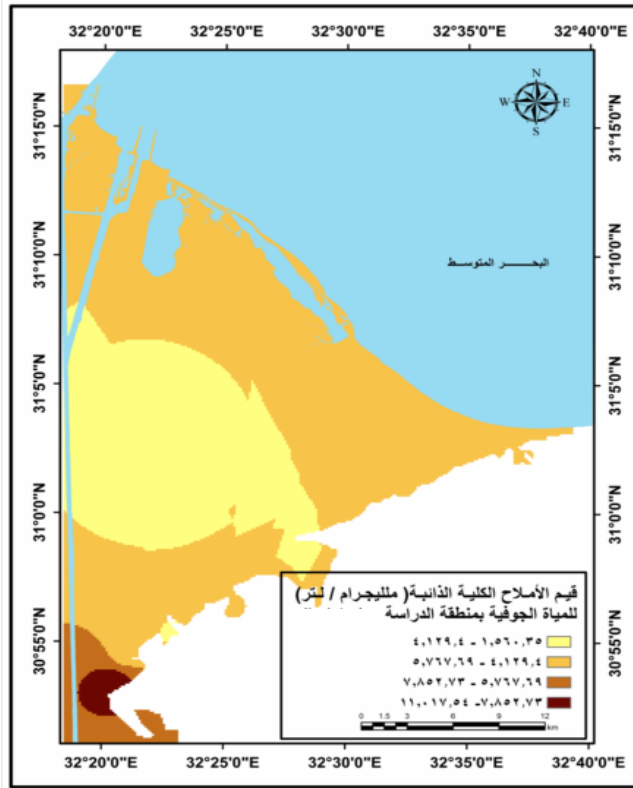 32°20'0"E 32°25'0"E 32°30'0"E 32°35'0"E 32°40'0"E
N
W E
S
31°15'0"N 31°15'0"N
31°10'0"N 31°10'0"N
البحـــر المتوســط
31°5'0"N 31°5'0"N
31°0'0"N 31°0'0"N
30°55'0"N 30°55'0"N
قيم الأملاح الكلية الذائبة( ملليجرام / لتر)
للمياة الجوفية بمنطقة الدراسة
١,٥٦٠,٣٥ - ٤,١٢٩,٤
٤,١٢٩,٤ - ٥,٧٦٧,٦٩
٥,٧٦٧,٦٩ - ٧,٨٥٢,٧٣
٧,٨٥٢,٧٣ - ١١,٠١٧,٥٤
0 1.5 3 6 9 12
km
32°20'0"E 32°25'0"E 32°30'0"E 32°35'0"E 32°40'0"E